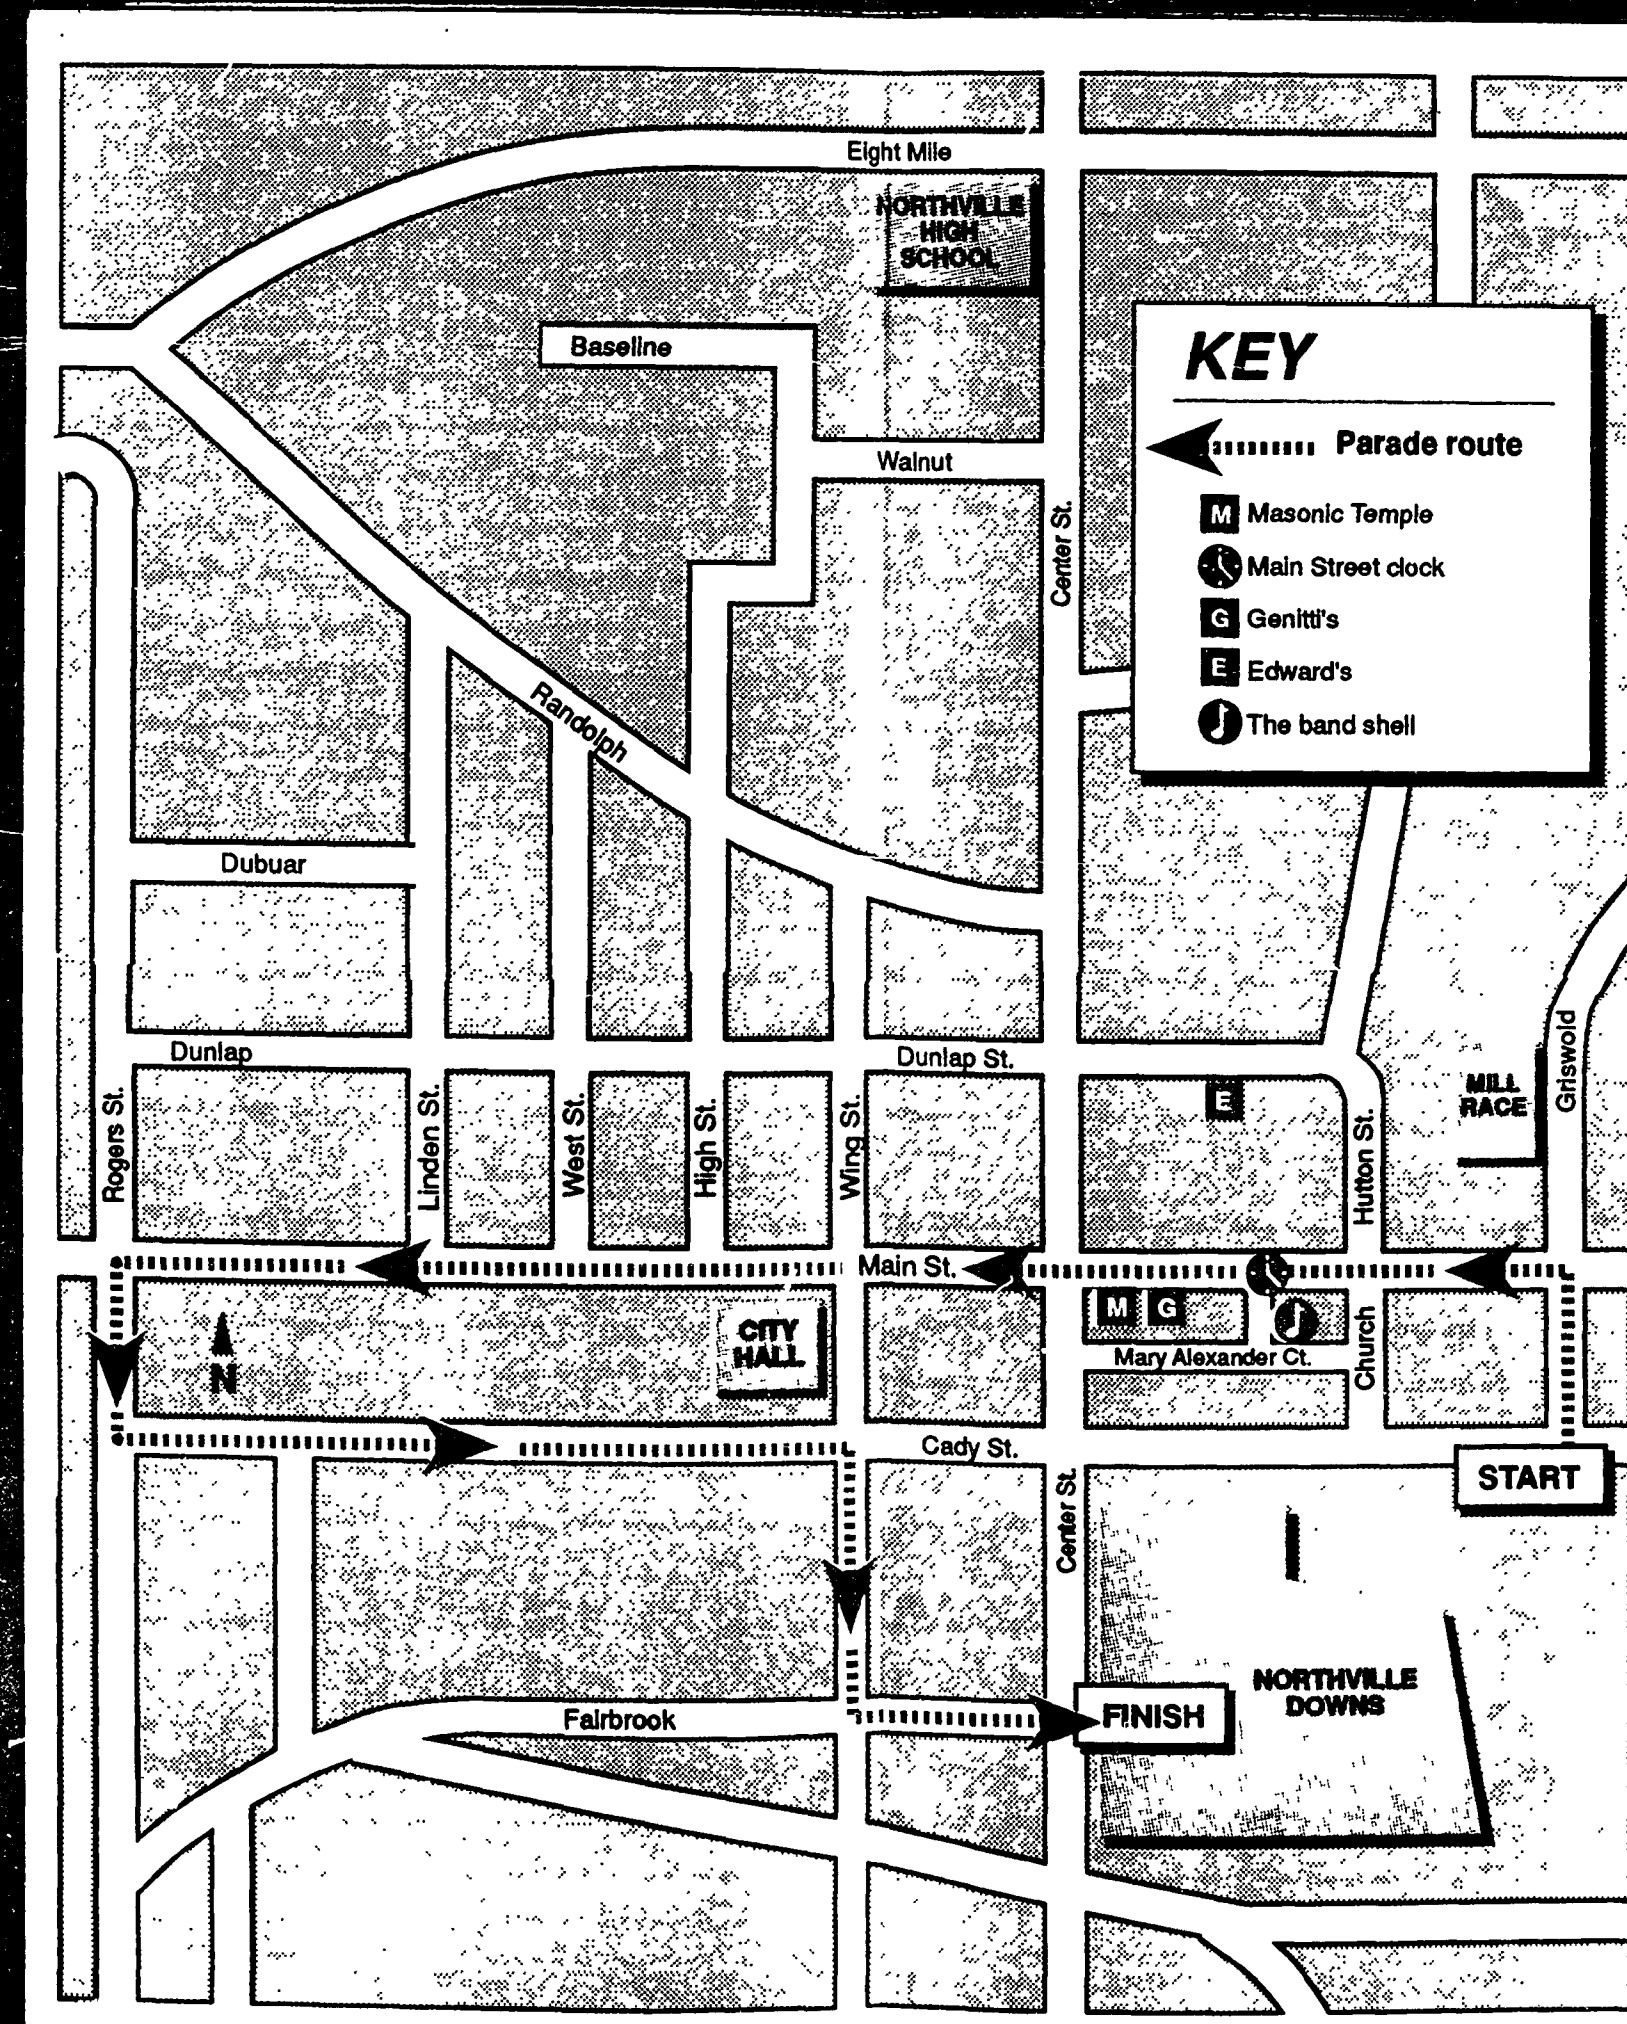 Eight Mile
NORTHVILLE
HIGH
SCHOOL
Baseline
KEY
Parade route
Walnut
M Masonic Temple
Main Street clock
G Genitti's
E Edward's
The band shell
Center St.
Randolph
Dubuar
Dunlap
Dunlap St.
Griswold
MILL
RACE
E
Rogers St.
Linden St.
West St.
High St.
Wing St.
Hutton St.
Main St.
M G
CITY
HALL
N
Mary Alexander Ct.
Church
Cady St.
START
Center St.
NORTHVILLE
DOWNS
Fairbrook
FINISH